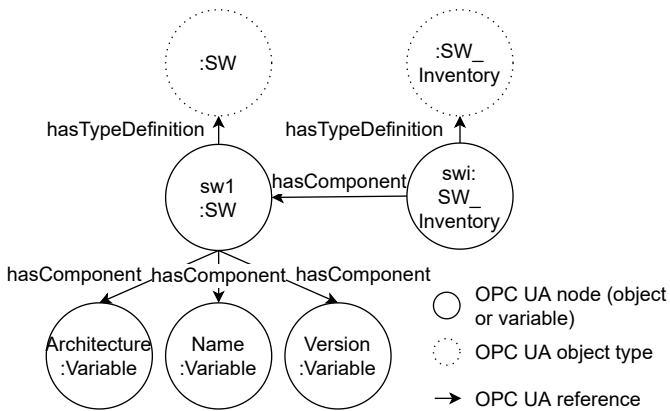 :SW
:SW_
Inventory
hasTypeDefinition
hasTypeDefinition
sw1
:SW
hasComponent
swi:
SW_
Inventory
hasComponent
hasComponent
hasComponent
Architecture
:Variable
Name
:Variable
Version
:Variable
OPC UA node (object
or variable)
OPC UA object type
OPC UA reference